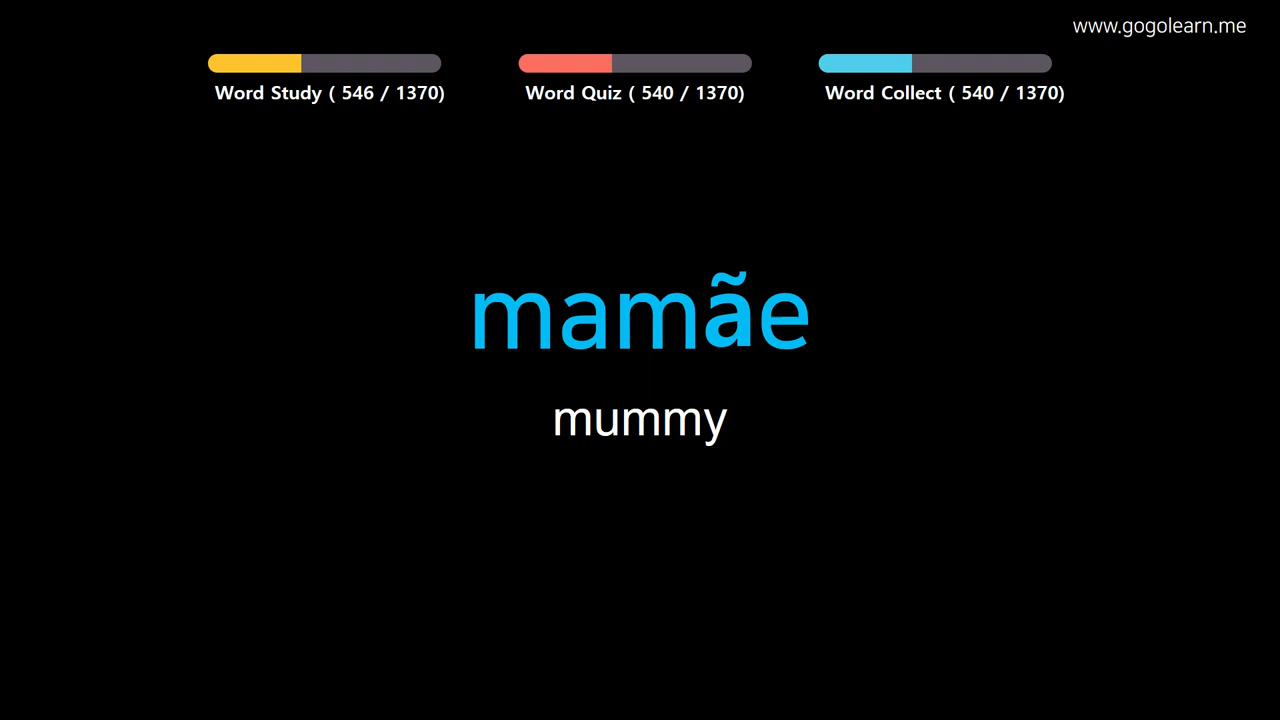 www.gogolearn.me
Word Study ( 546 / 1370)
Word Quiz ( 540 / 1370)
Word Collect ( 540 / 1370)
mamãe
mummy